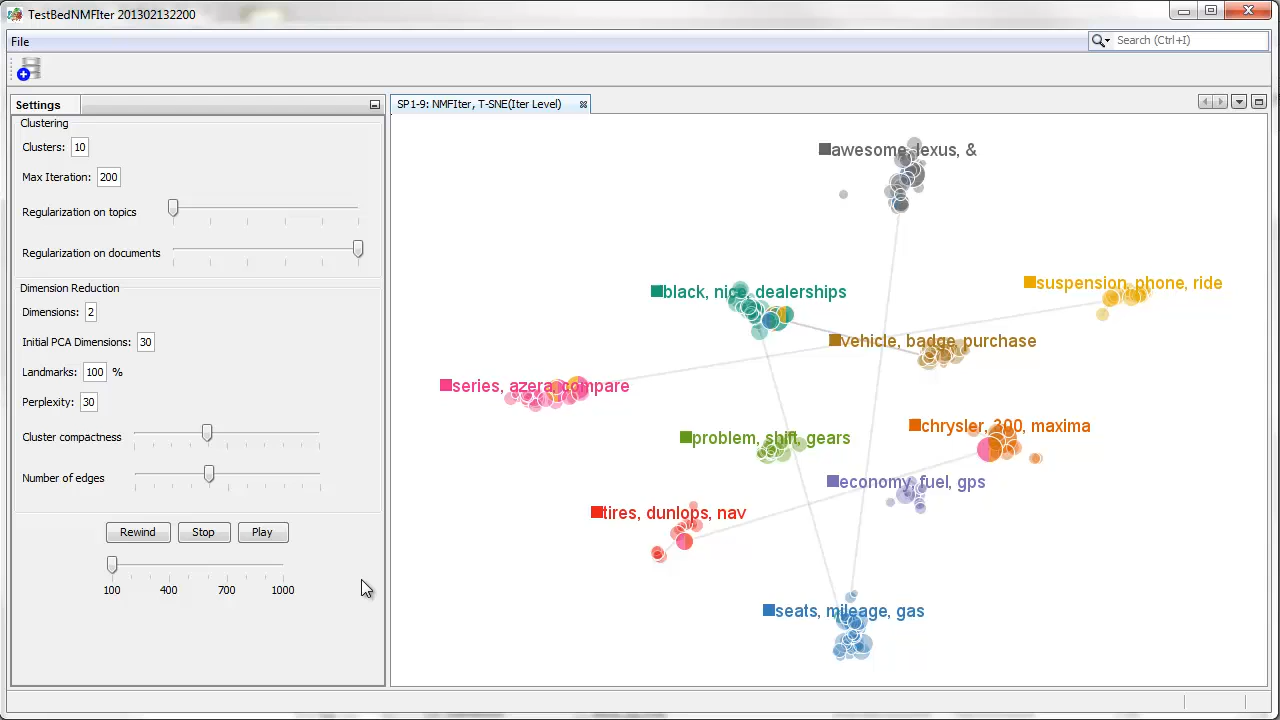 TestBedNMFIter 201302132200
File
Search (Ctrl+I)
Settings
SP1-9: NMFIter, T-SNE(Iter Level)
Clustering
Clusters: 10
Max Iteration: 200
Regularization on topics
Regularization on documents
Dimension Reduction
Dimensions: 2
Initial PCA Dimensions: 30
Landmarks: 100 %
Perplexity: 30
Cluster compactness
Number of edges
Rewind Stop Play
100 400 700 1000
awesome, lexus, &
suspension, phone, ride
black, nice, dealerships
vehicle, badge, purchase
series, azera, compare
chrysler, 300, maxima
problem, shift, gears
economy, fuel, gps
tires, dunlops, nav
seats, mileage, gas